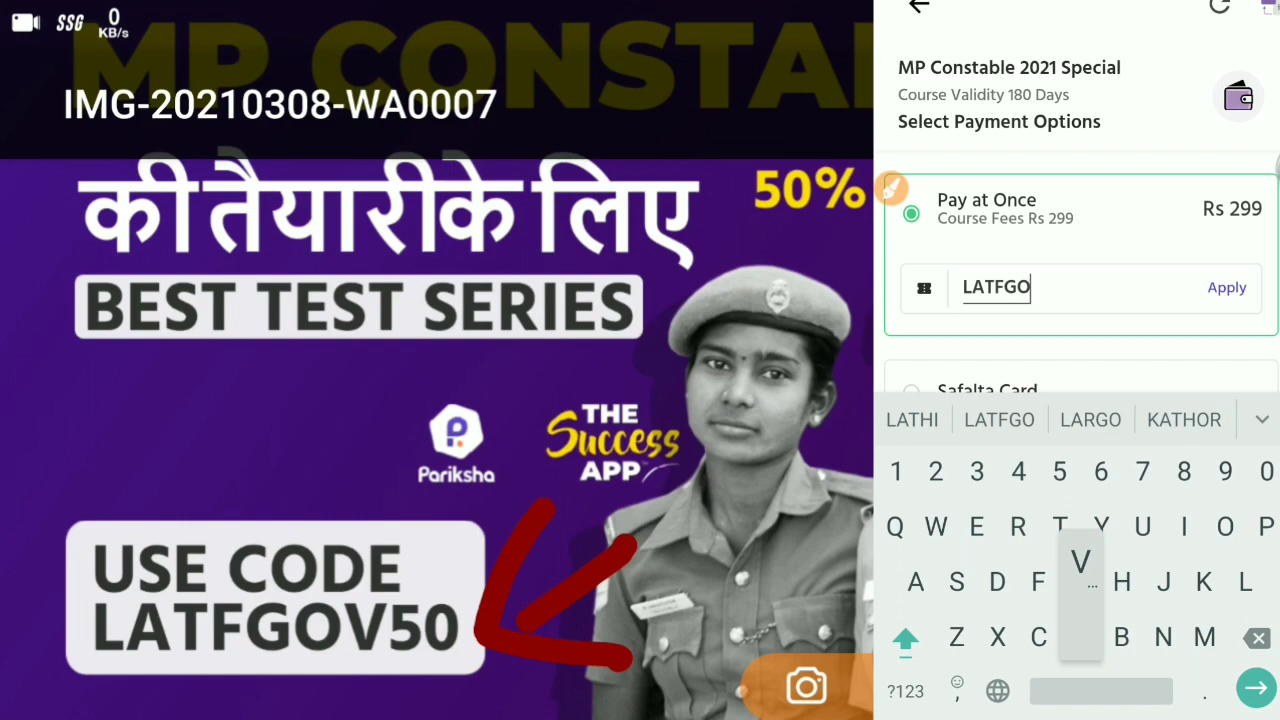 SSG 0 KB/s
MP CONSTA
IMG-20210308-WA0007
की तैयारी के लिए
50%
BEST TEST SERIES
Pariksha
THE
Success
APP
USE CODE
LATFGOV50
MP Constable 2021 Special
Course Validity 180 Days
Select Payment Options
Pay at Once
Course Fees Rs 299
Rs 299
LATFGO
Apply
Safalta Card
LATHI LATFGO LARGO KATHOR
1 2 3 4 5 6 7 8 9 0
Q W E R T Y U I O P
A S D F V H J K L
Z X C B N M
?123 , .